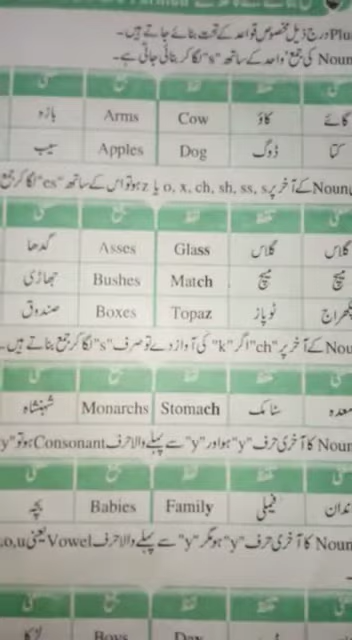 Plu درج ذیل مخصوص قواعد کے تحت بنائے جاتے ہیں۔
Noun کی جمع واحد کے ساتھ "s" لگا کر بنائی جاتی ہے۔
گائے گاؤ Cow Arms بازو
کتا ڈوگ Dog Apples سیب
Noun کے آخر پر s, ss, sh, ch, x, o یا z ہو تو اس کے ساتھ "es" لگا کر جمع
گلاس گلاس Glass Asses گدھا
میچ میچ Match Bushes جھاڑی
پکھراج ٹوپاز Topaz Boxes صندوق
Noun کے آخر پر "ch" اگر "k" کی آواز دے تو صرف "s" لگا کر جمع بناتے ہیں۔
معدہ سٹامک Stomach Monarchs شہنشاہ
Noun کا آخری حرف "y" ہو اور "y" سے پہلے والا حرف Consonant ہو تو "y"
ندان فیملی Family Babies بچہ
Noun کا آخری حرف "y" ہو مگر "y" سے پہلے والا حرف Vowel یعنی o,u,
Day Boys لڑکا